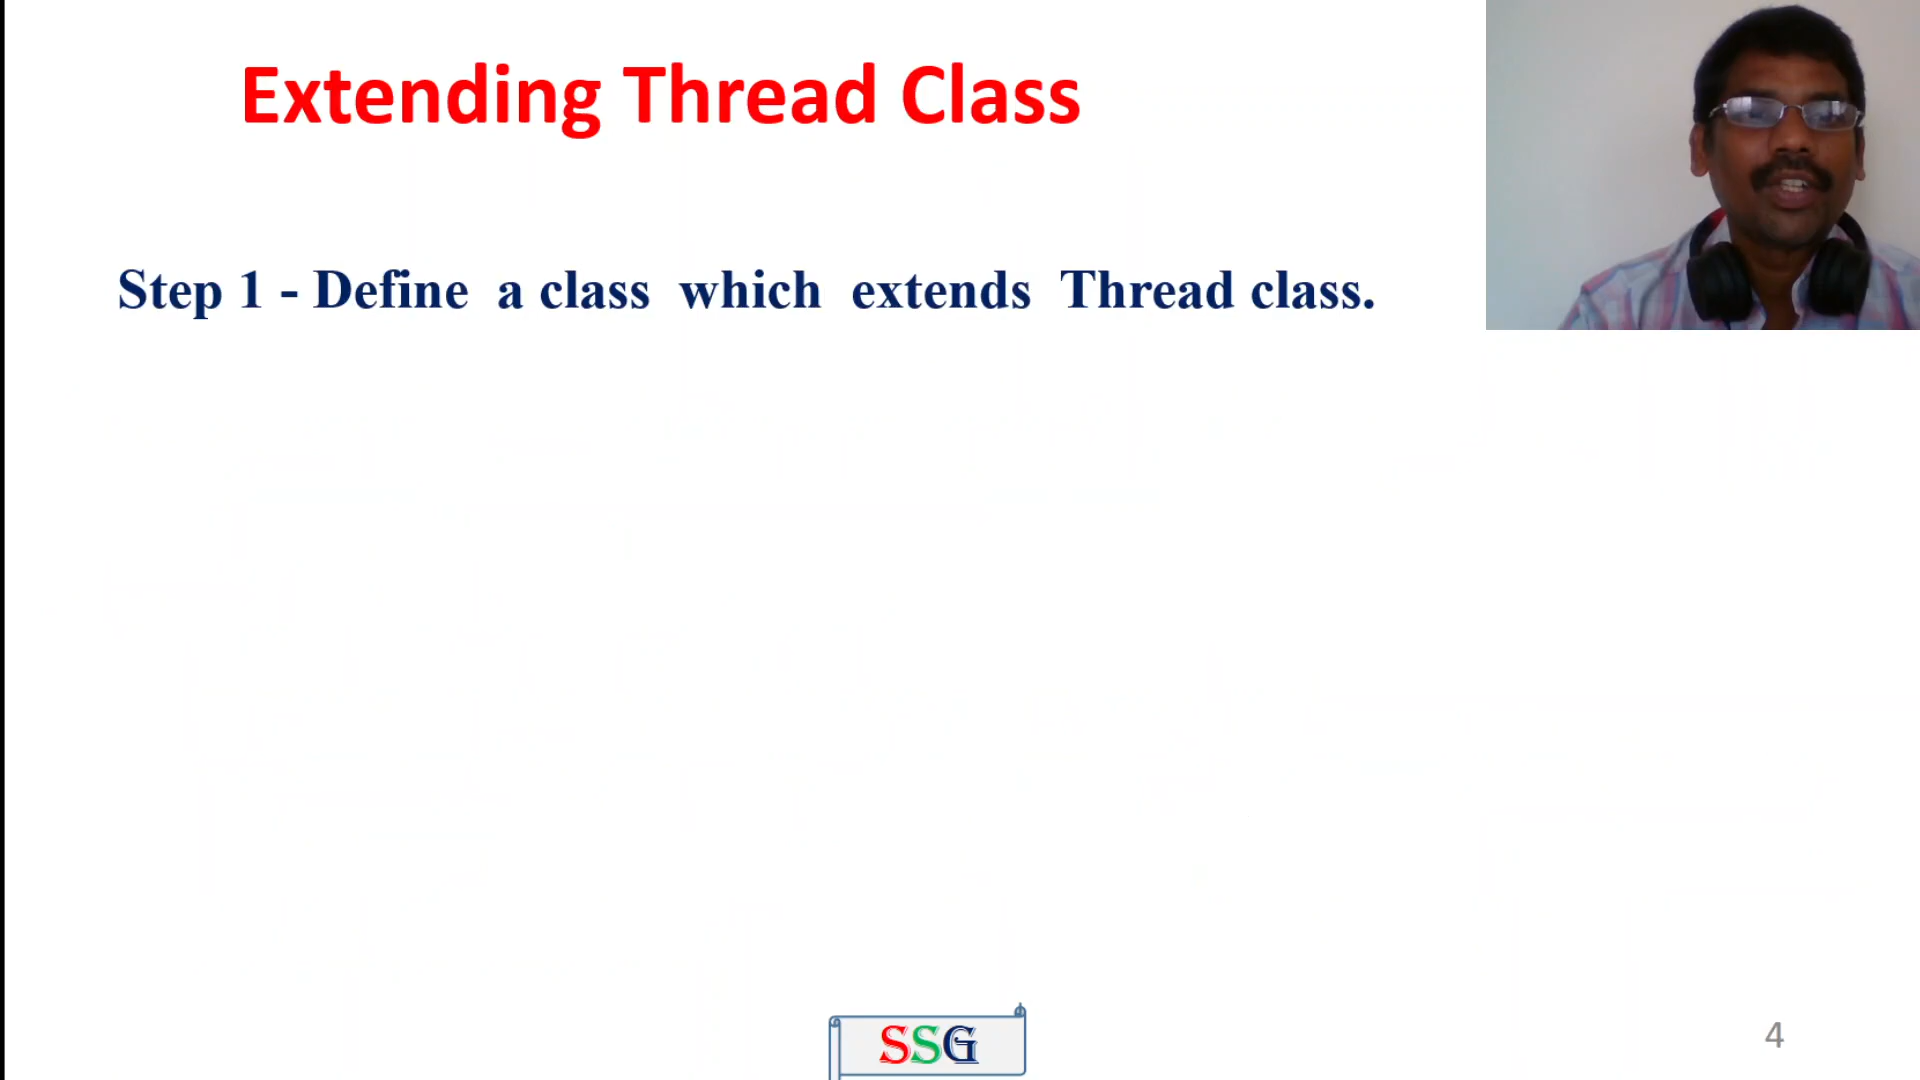 Extending Thread Class
Step 1 - Define a class which extends Thread class.
SSG
4